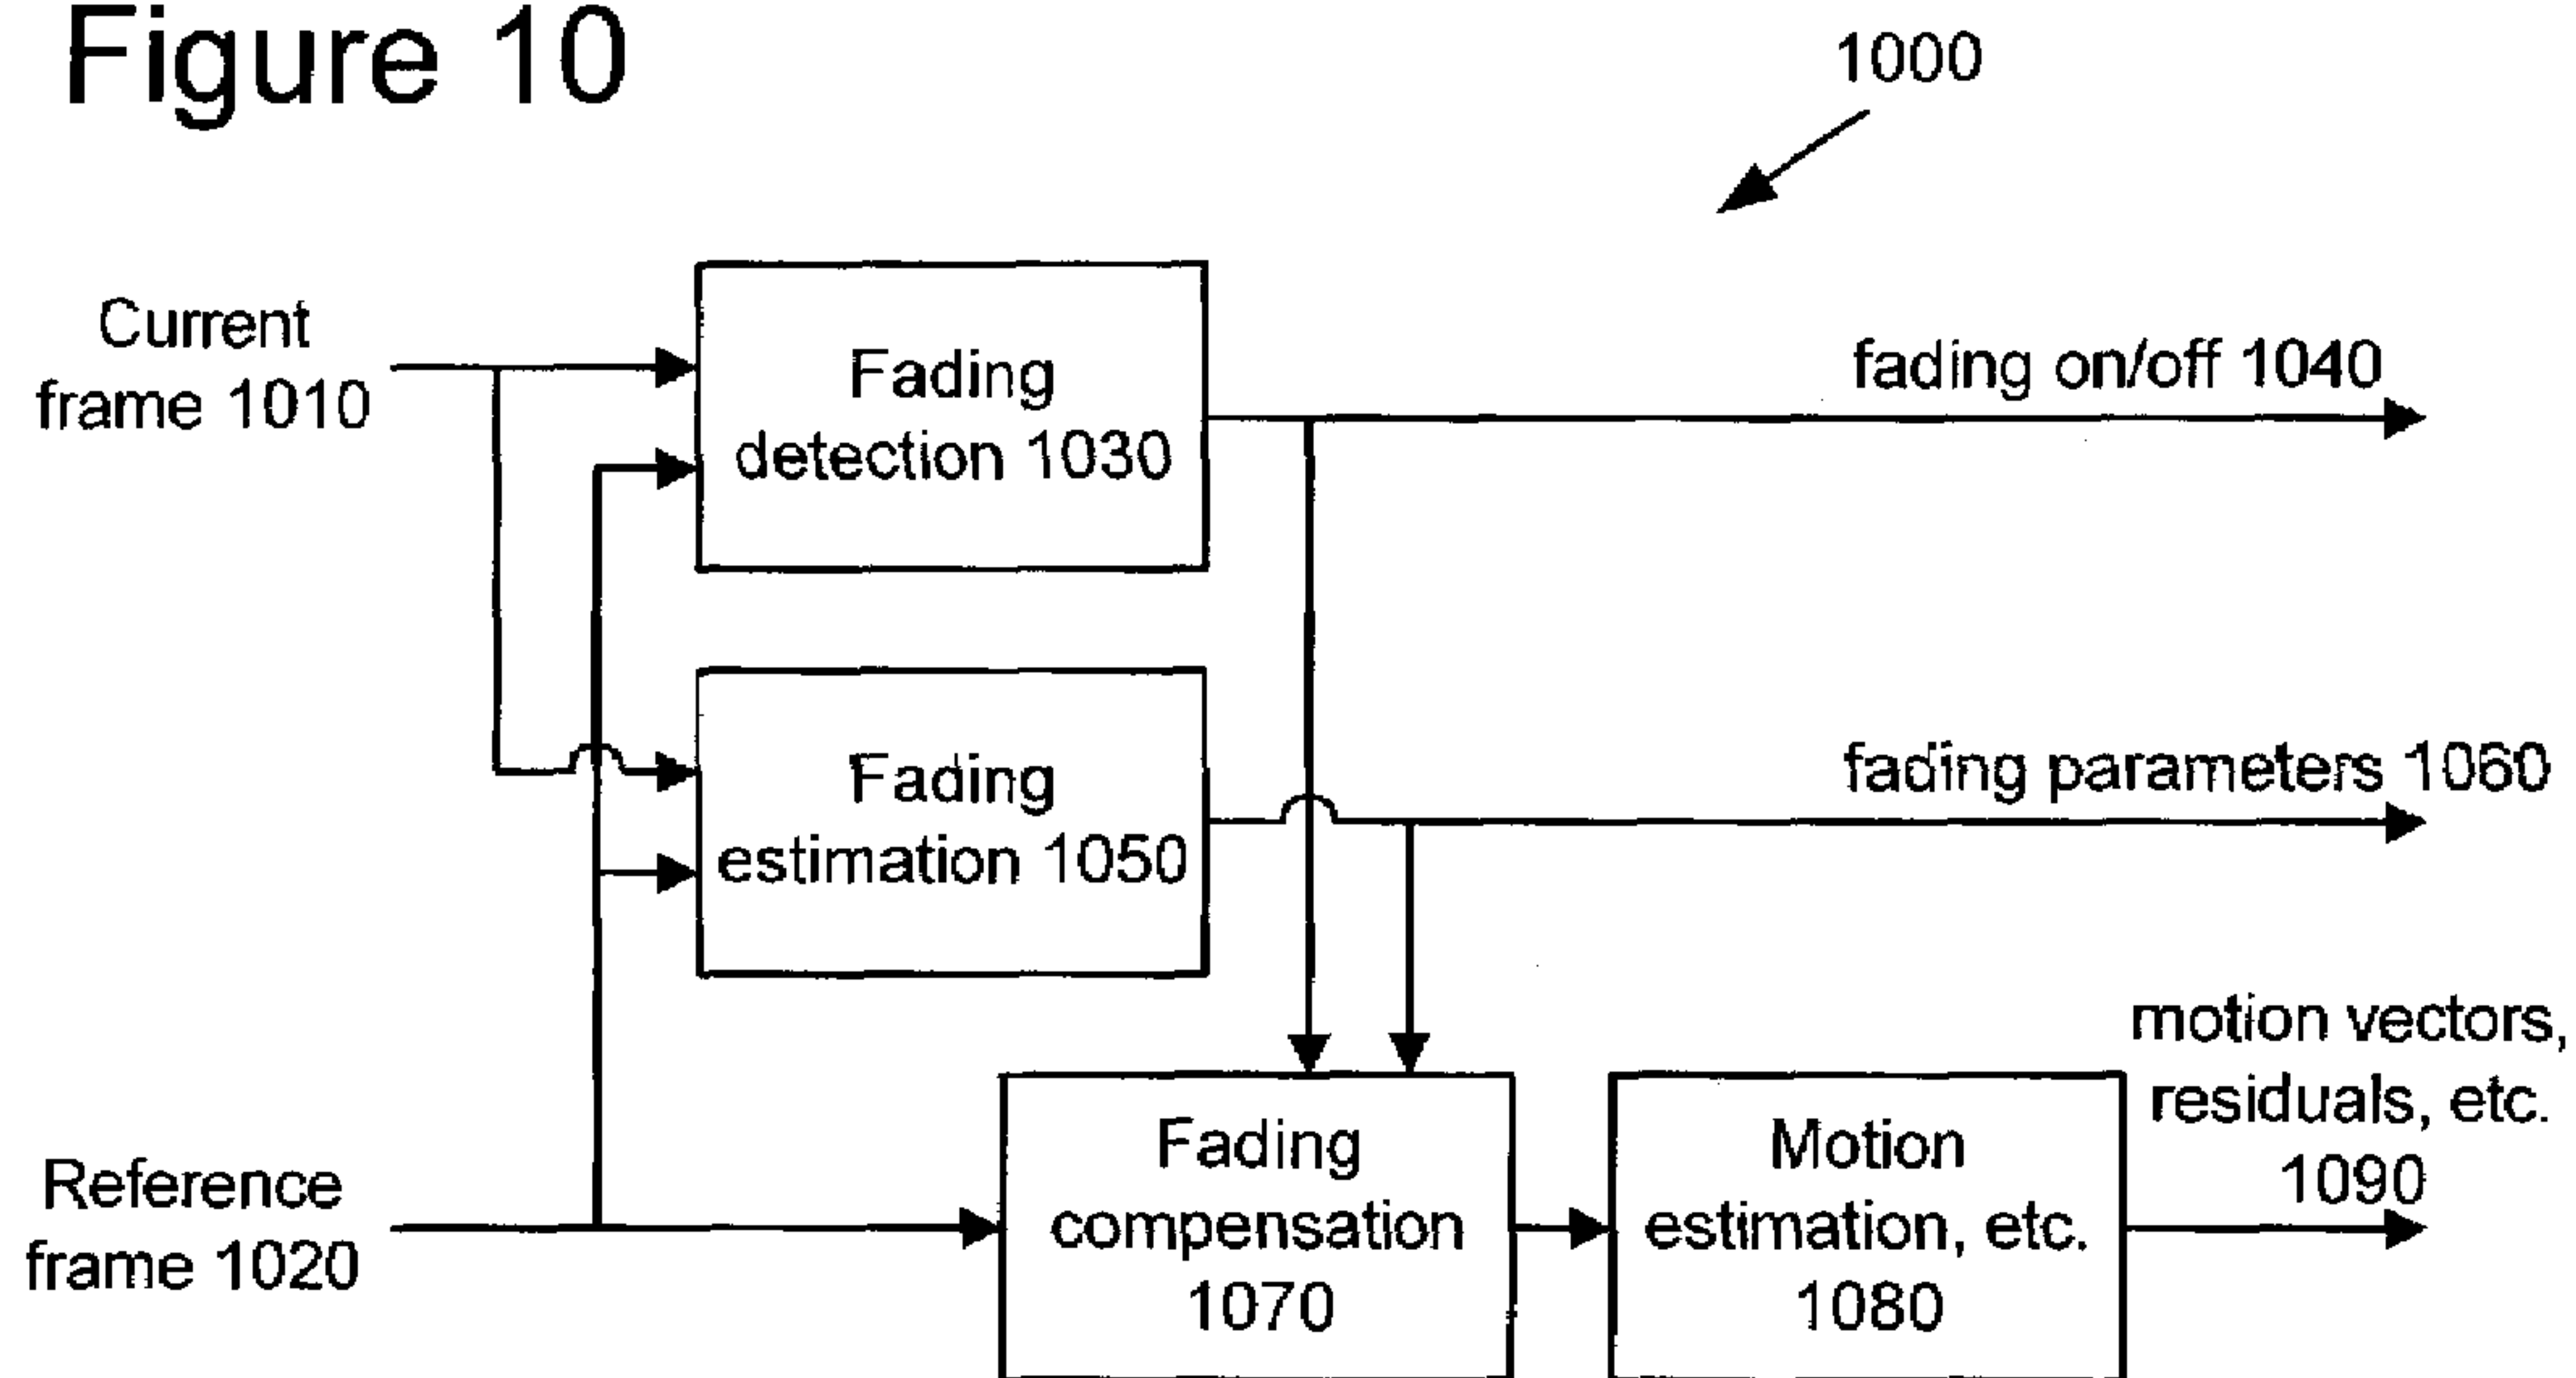 Figure 10
1000
Current
frame 1010
Fading
detection 1030
fading on/off 1040
Fading
estimation 1050
fading parameters 1060
Reference
frame 1020
Fading
compensation
1070
Motion
estimation, etc.
1080
motion vectors,
residuals, etc.
1090